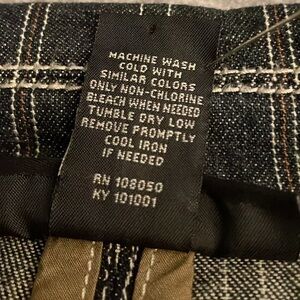 MACHINE WASH
COLD WITH
SIMILAR COLORS
ONLY NON-CHLORINE
BLEACH WHEN NEEDED
TUMBLE DRY LOW
REMOVE PROMPTLY
COOL IRON
IF NEEDED
RN 108050
KY 101001